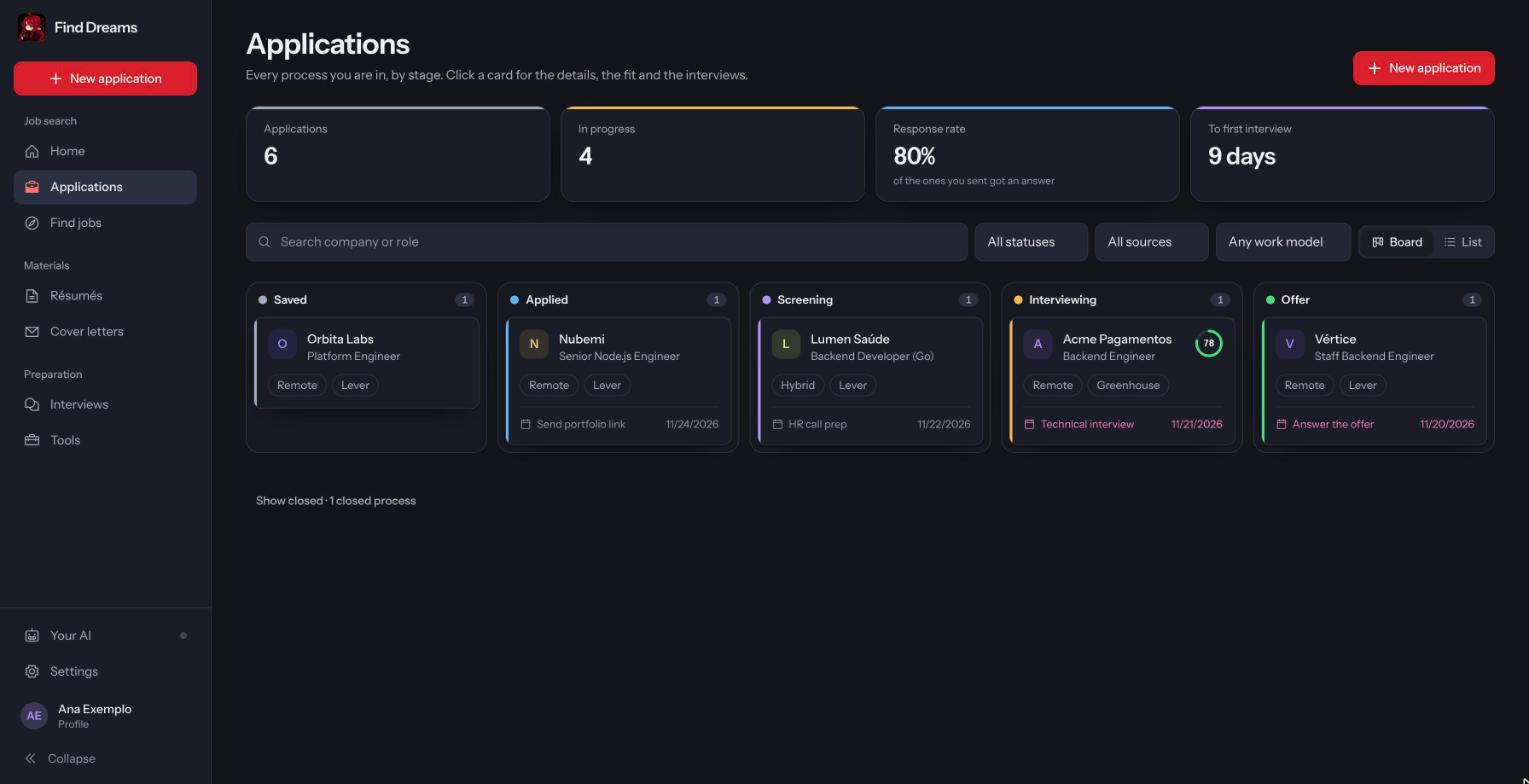 Find Dreams
New application
Job search
Home
Applications
Find jobs
Materials
Résumés
Cover letters
Preparation
Interviews
Tools
Your AI
Settings
AE
Ana Exemplo
Profile
Collapse
Applications
Every process you are in, by stage. Click a card for the details, the fit and the interviews.
New application
Applications
6
In progress
4
Response rate
80%
of the ones you sent got an answer
To first interview
9 days
Search company or role
All statuses
All sources
Any work model
Board
List
Saved 1
O
Orbita Labs
Platform Engineer
Remote Lever
Applied 1
N
Nubemi
Senior Node.js Engineer
Remote Lever
Send portfolio link 11/24/2026
Screening 1
L
Lumen Saúde
Backend Developer (Go)
Hybrid Lever
HR call prep 11/22/2026
Interviewing 1
A
Acme Pagamentos
Backend Engineer
78
Remote Greenhouse
Technical interview 11/21/2026
Offer 1
V
Vértice
Staff Backend Engineer
Remote Lever
Answer the offer 11/20/2026
Show closed · 1 closed process